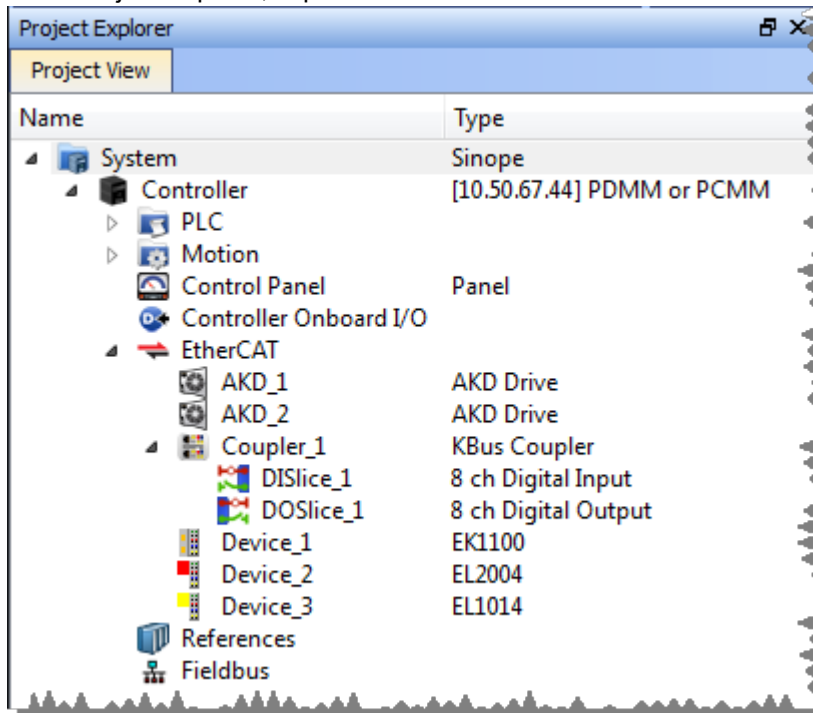 Project Explorer
Project View
Name Type
System Sinope
Controller [10.50.67.44] PDMM or PCMM
PLC
Motion
Control Panel Panel
Controller Onboard I/O
EtherCAT
AKD_1 AKD Drive
AKD_2 AKD Drive
Coupler_1 KBus Coupler
DISlice_1 8 ch Digital Input
DOSlice_1 8 ch Digital Output
Device_1 EK1100
Device_2 EL2004
Device_3 EL1014
References
Fieldbus